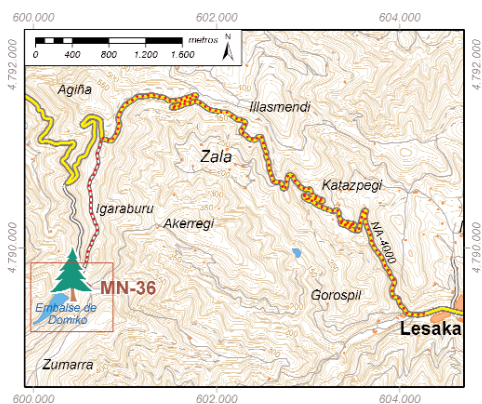 600.000
602.000
604.000
metros
0
400
800
1.200
1.600
N
4.792.000
4.792.000
Agiña
Illasmendi
Zala
Katazpegi
Igaraburu
Akerregi
NA-4000
4.790.000
4.790.000
MN-36
Embalse de
Domiko
Gorospil
Lesaka
Zumarra
600.000
602.000
604.000